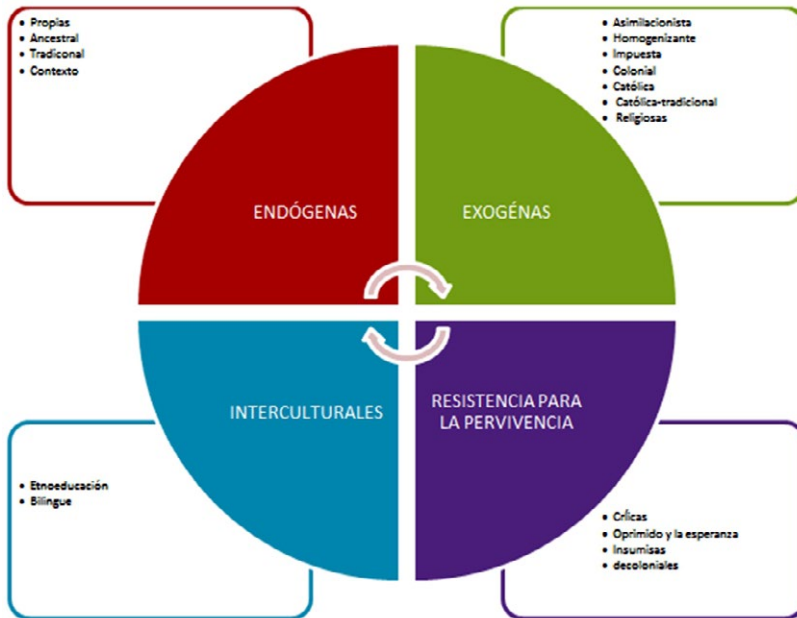 • Propias
• Ancestral
• Tradiconal
• Contexto
• Asimilacionista
• Homogenizante
• Impuesta
• Colonial
• Católica
• Católica-tradicional
• Religiosas
ENDÓGENAS
EXOGÉNAS
INTERCULTURALES
RESISTENCIA PARA
LA PERVIVENCIA
• Etnoeducación
• Bilingue
• CrÍicas
• Oprimido y la esperanza
• Insumisas
• decoloniales